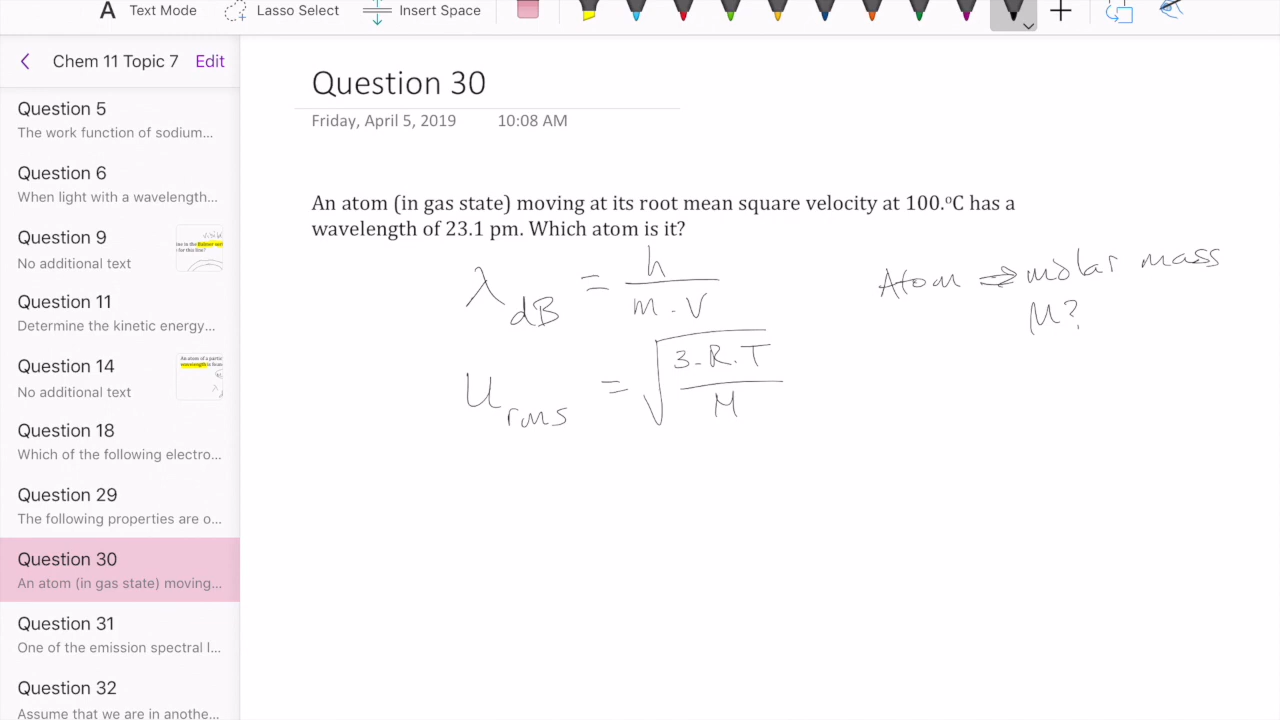 A Text Mode Lasso Select Insert Space
Chem 11 Topic 7 Edit
Question 5
The work function of sodium...
Question 6
When light with a wavelength...
Question 9
No additional text
Question 11
Determine the kinetic energy...
Question 14
No additional text
Question 18
Which of the following electro...
Question 29
The following properties are o...
Question 30
An atom (in gas state) moving...
Question 31
One of the emission spectral l...
Question 32
Assume that we are in anothe...
Question 30
Friday, April 5, 2019 10:08 AM
An atom (in gas state) moving at its root mean square velocity at 100.°C has a
wavelength of 23.1 pm. Which atom is it?
λ dB = h / m · v
U rms = √ 3 · R · T / M
Atom ⇒ molar mass
M?